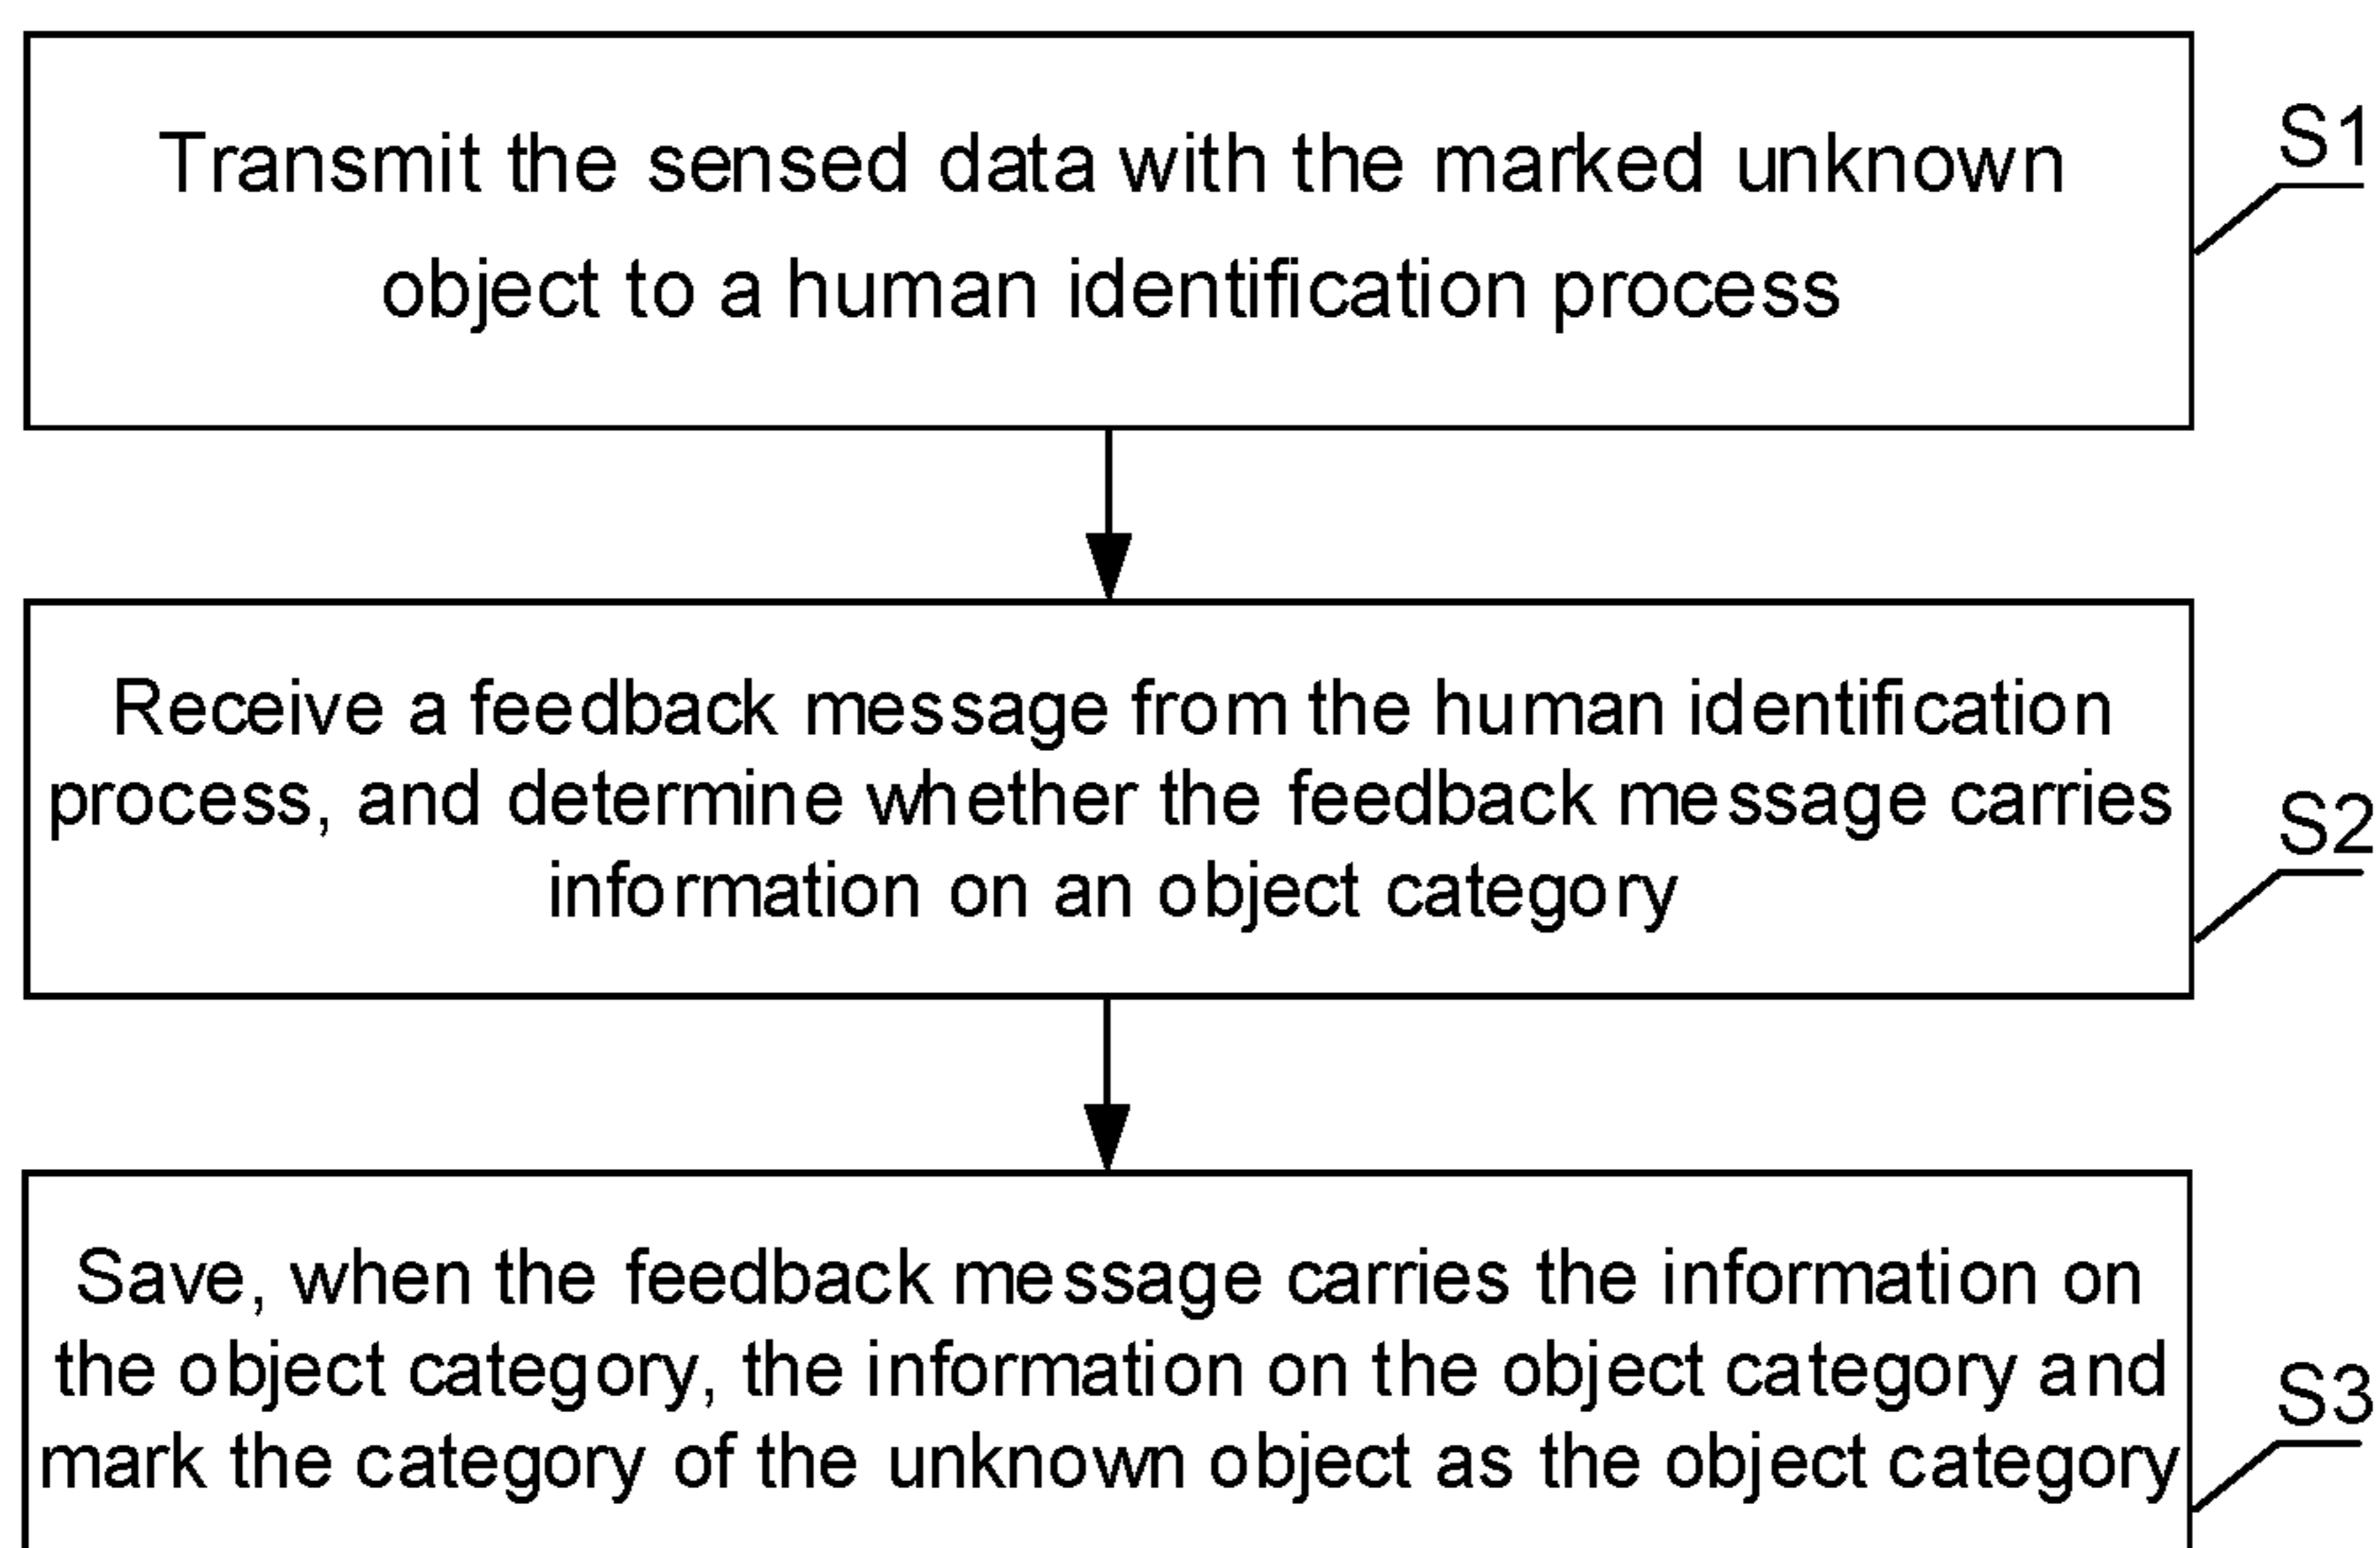 Transmit the sensed data with the marked unknown
object to a human identification process
S1
Receive a feedback message from the human identification
process, and determine whether the feedback message carries
information on an object category
S2
Save, when the feedback message carries the information on
the object category, the information on the object category and
mark the category of the unknown object as the object category
S3